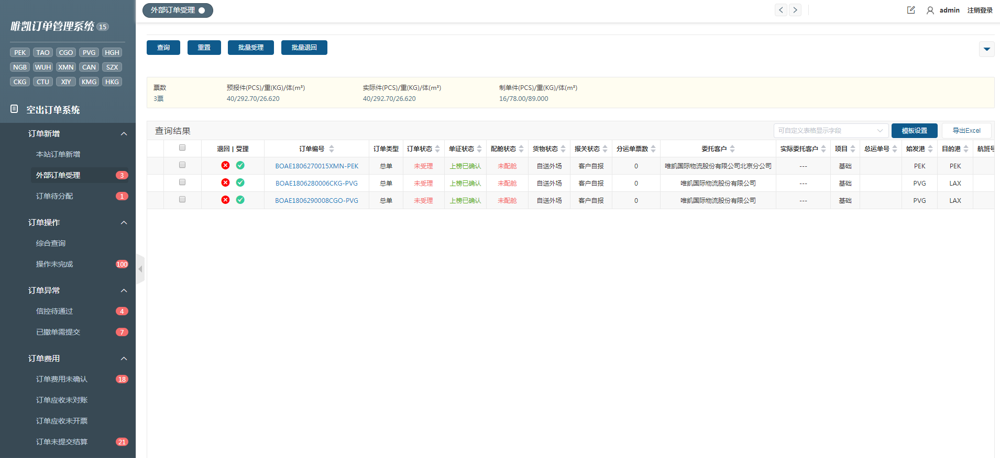 唯凯订单管理系统 15
PEK TAO CGO PVG HGH
NGB WUH XMN CAN SZX
CKG CTU XIY KMG HKG
空出订单系统
订单新增
本站订单新增
外部订单受理 3
订单待分配 1
订单操作
综合查询
操作未完成 100
订单异常
信控待通过 4
已撤单需提交 7
订单费用
订单费用未确认 18
订单应收未对账
订单应收未开票
订单未提交结算 21
外部订单受理
admin 注销登录
查询 重置 批量受理 批量退回
票数 预报件(PCS)/重(KG)/体(m³) 实际件(PCS)/重(KG)/体(m³) 制单件(PCS)/重(KG)/体(m³)
3票 40/292.70/26.620 40/292.70/26.620 16/78.00/89.000
查询结果 可自定义表格显示字段 模板设置 导出Excel
退回 | 受理 订单编号 订单类型 订单状态 单证状态 配舱状态 货物状态 报关状态 分运单票数 委托客户 实际委托客户 项目 总运单号 始发港 目的港 航班号
BOAE1806270015XMN-PEK 总单 未受理 上榜已确认 未配舱 自送外场 客户自报 0 唯凯国际物流股份有限公司北京分公司 --- 基础 PEK PEK
BOAE1806280006CKG-PVG 总单 未受理 上榜已确认 未配舱 自送外场 客户自报 0 唯凯国际物流股份有限公司 --- 基础 PVG LAX
BOAE1806290008CGO-PVG 总单 未受理 上榜已确认 未配舱 自送外场 客户自报 0 唯凯国际物流股份有限公司 --- 基础 PVG LAX